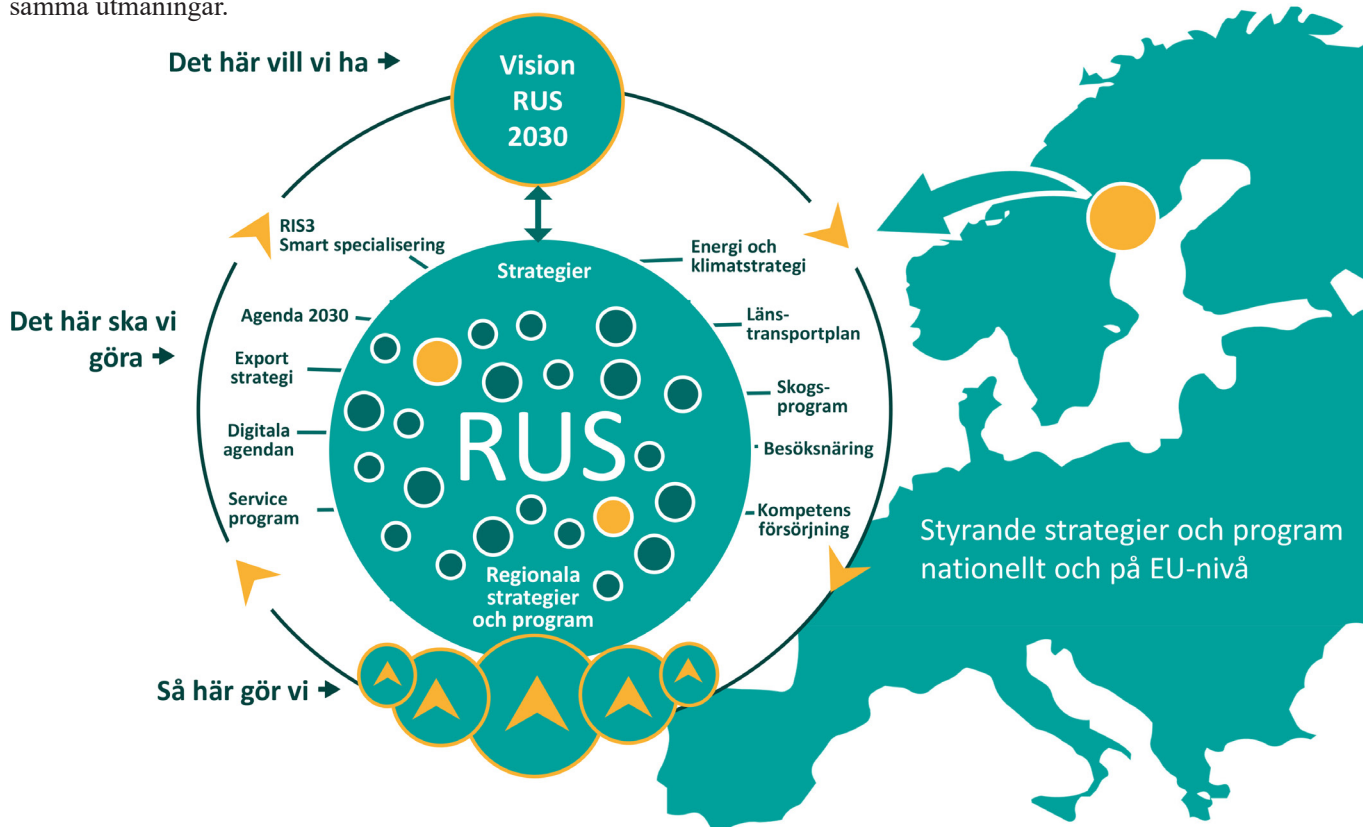 samma utmaningar.
Det här vill vi ha
Vision
RUS
2030
RIS3
Smart specialisering
Agenda 2030
Export
strategi
Digitala
agendan
Service
program
Det här ska vi
göra
Strategier
RUS
Regionala
strategier
och program
Energi och
klimatstrategi
Läns-
transportplan
Skogs-
program
Besöksnäring
Kompetens
försörjning
Så här gör vi
Styrande strategier och program
nationellt och på EU-nivå